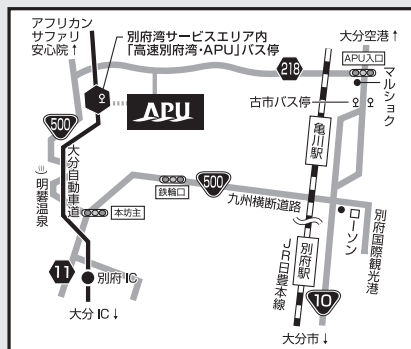 アフリカン
サファリ
安心院↑
別府湾サービスエリア内
「高速別府湾・APU」バス停
大分空港↑
APU入口
218
マルショク
古市バス停
APU
500
亀川駅
大分自動車道
明礬温泉
鉄輪口
500
九州横断道路
本坊主
ローソン
別府国際観光港
別府駅
JR日豊本線
11
別府IC
10
大分IC↓
大分市↓